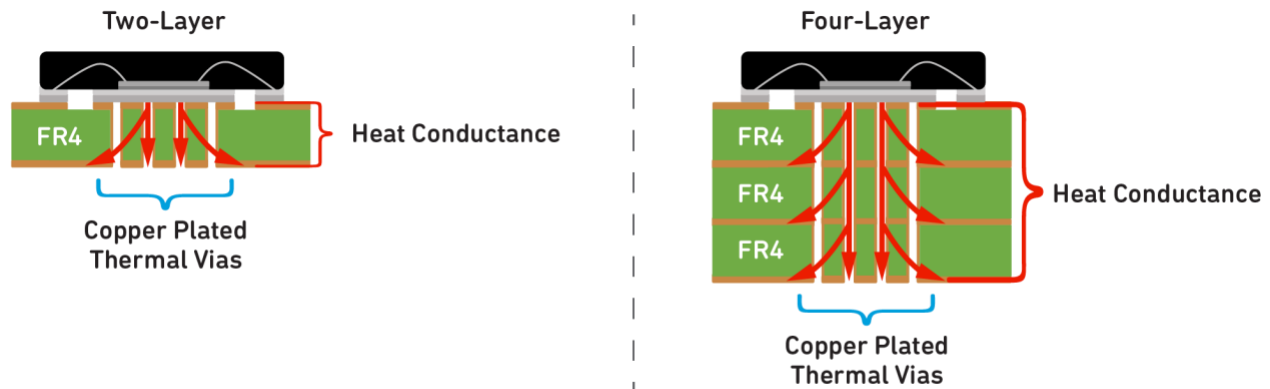 Two-Layer
FR4
Heat Conductance
Copper Plated
Thermal Vias
Four-Layer
FR4
FR4
FR4
Heat Conductance
Copper Plated
Thermal Vias